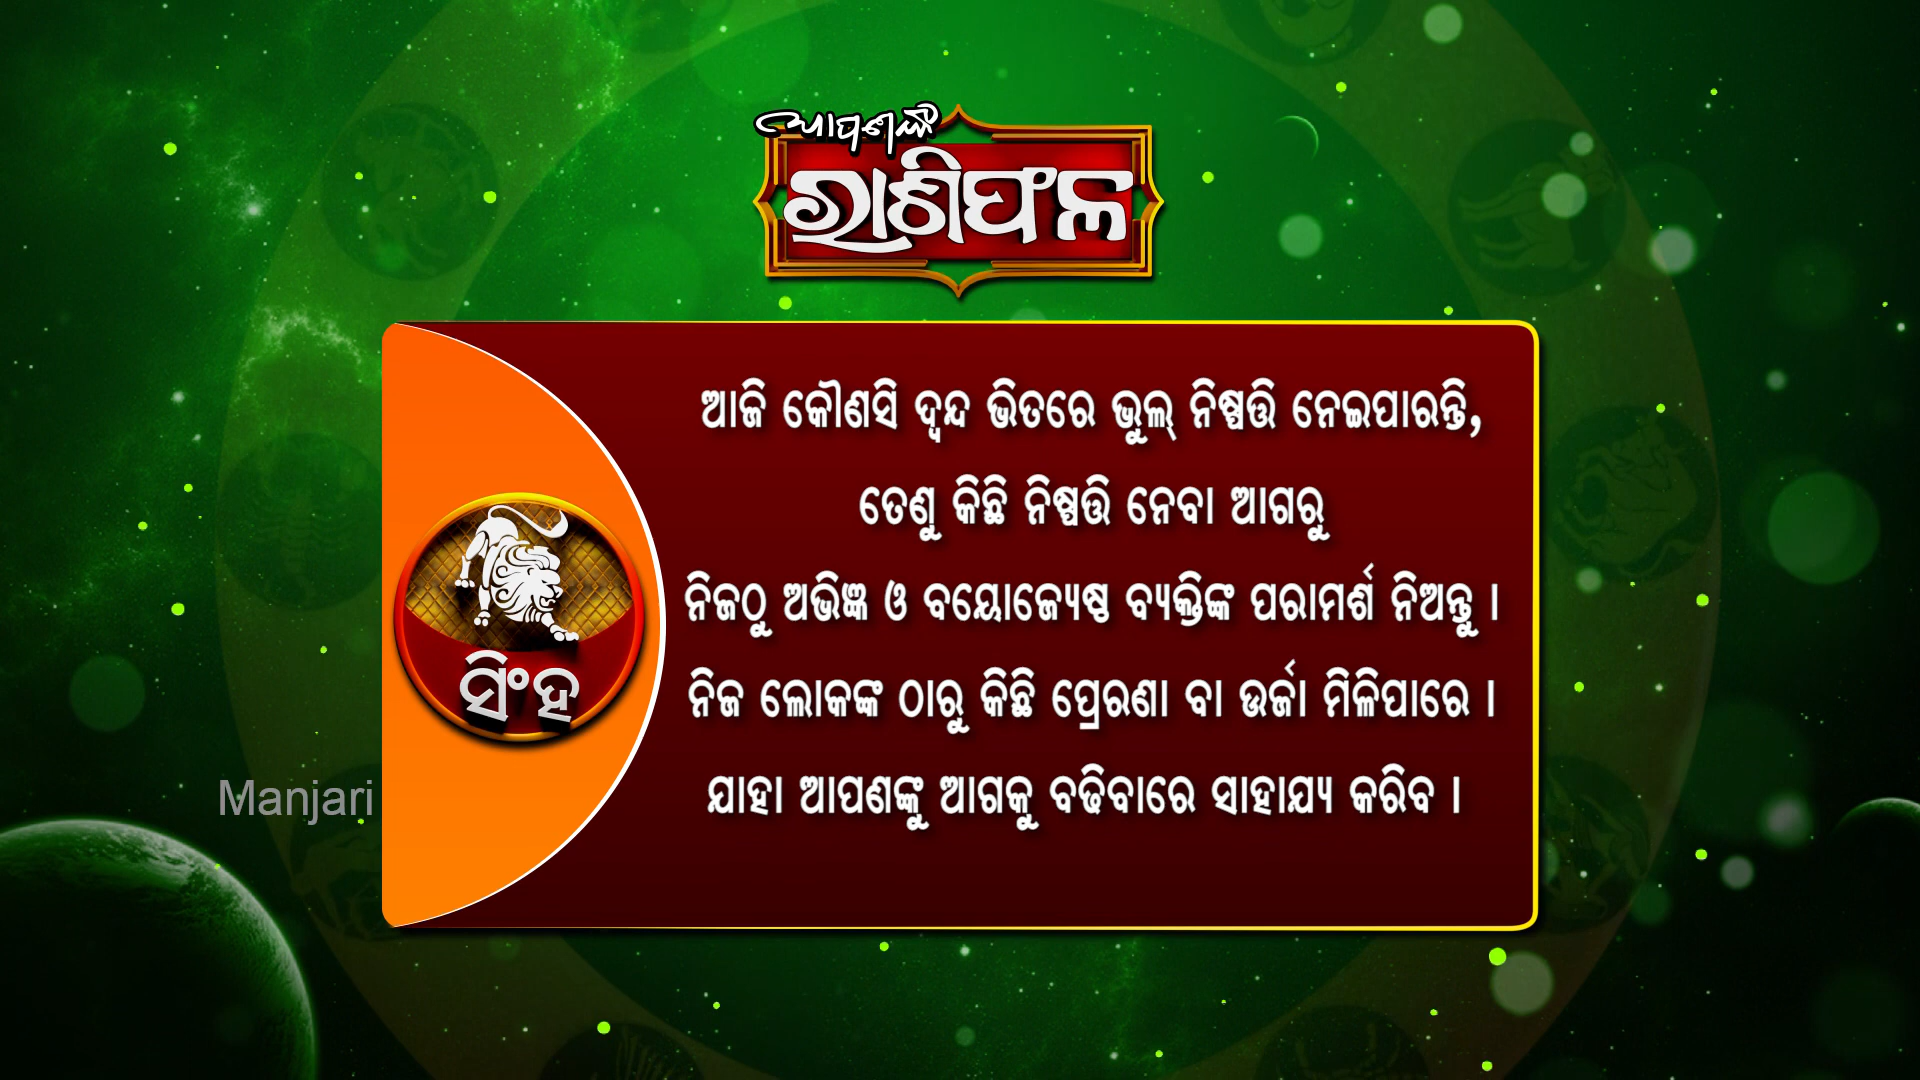 ଆପଣଙ୍କ
ରାଶିଫଳ
ଆଜି କୌଣସି ଦ୍ୱନ୍ଦ ଭିତରେ ଭୁଲ୍ ନିଷ୍ପତ୍ତି ନେଇପାରନ୍ତି,
ତେଣୁ କିଛି ନିଷ୍ପତ୍ତି ନେବା ଆଗରୁ
ନିଜଠୁ ଅଭିଜ୍ଞ ଓ ବୟୋଜ୍ୟେଷ୍ଠ ବ୍ୟକ୍ତିଙ୍କ ପରାମର୍ଶ ନିଅନ୍ତୁ ।
ନିଜ ଲୋକଙ୍କ ଠାରୁ କିଛି ପ୍ରେରଣା ବା ଉର୍ଜା ମିଳିପାରେ ।
ଯାହା ଆପଣଙ୍କୁ ଆଗକୁ ବଢିବାରେ ସାହାଯ୍ୟ କରିବ ।
ସିଂହ
Manjari